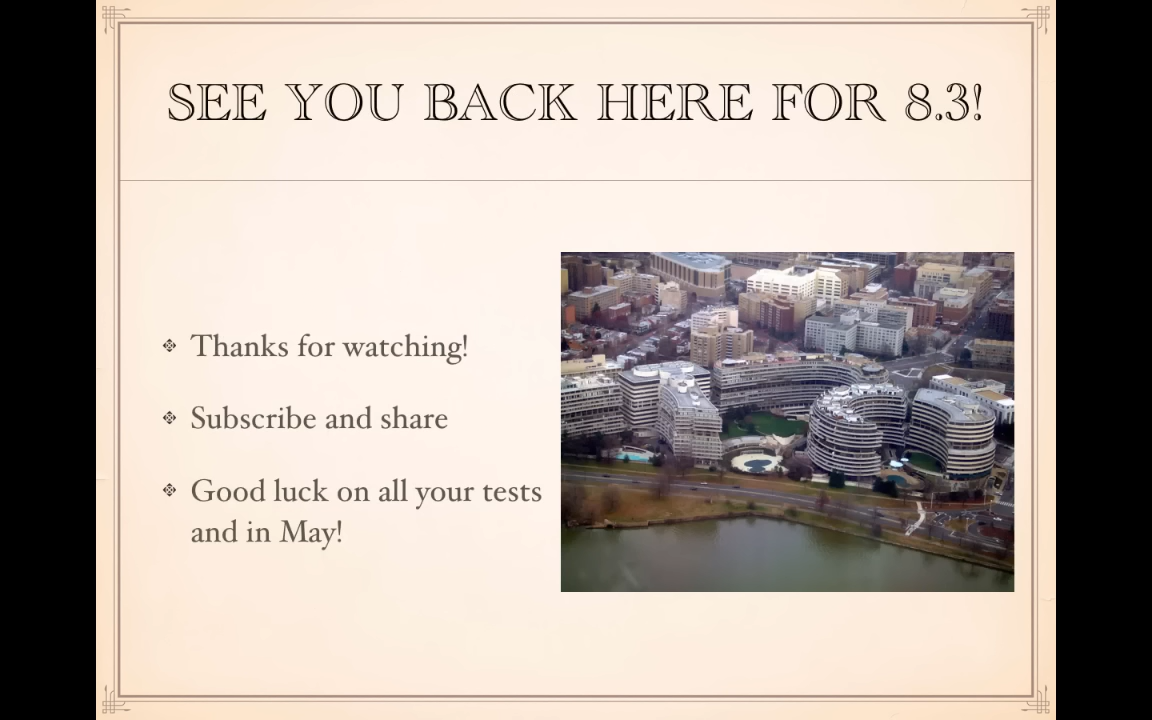 SEE YOU BACK HERE FOR 8.3!
Thanks for watching!
Subscribe and share
Good luck on all your tests
and in May!